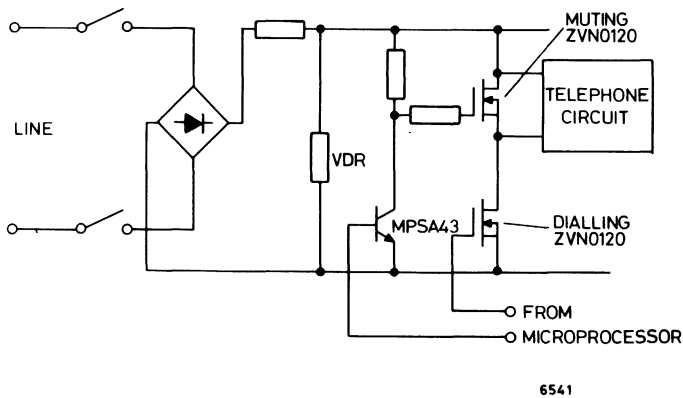 MUTING
ZVN0120
TELEPHONE
CIRCUIT
LINE
VDR
MPSA43
DIALLING
ZVN0120
FROM
MICROPROCESSOR
6541